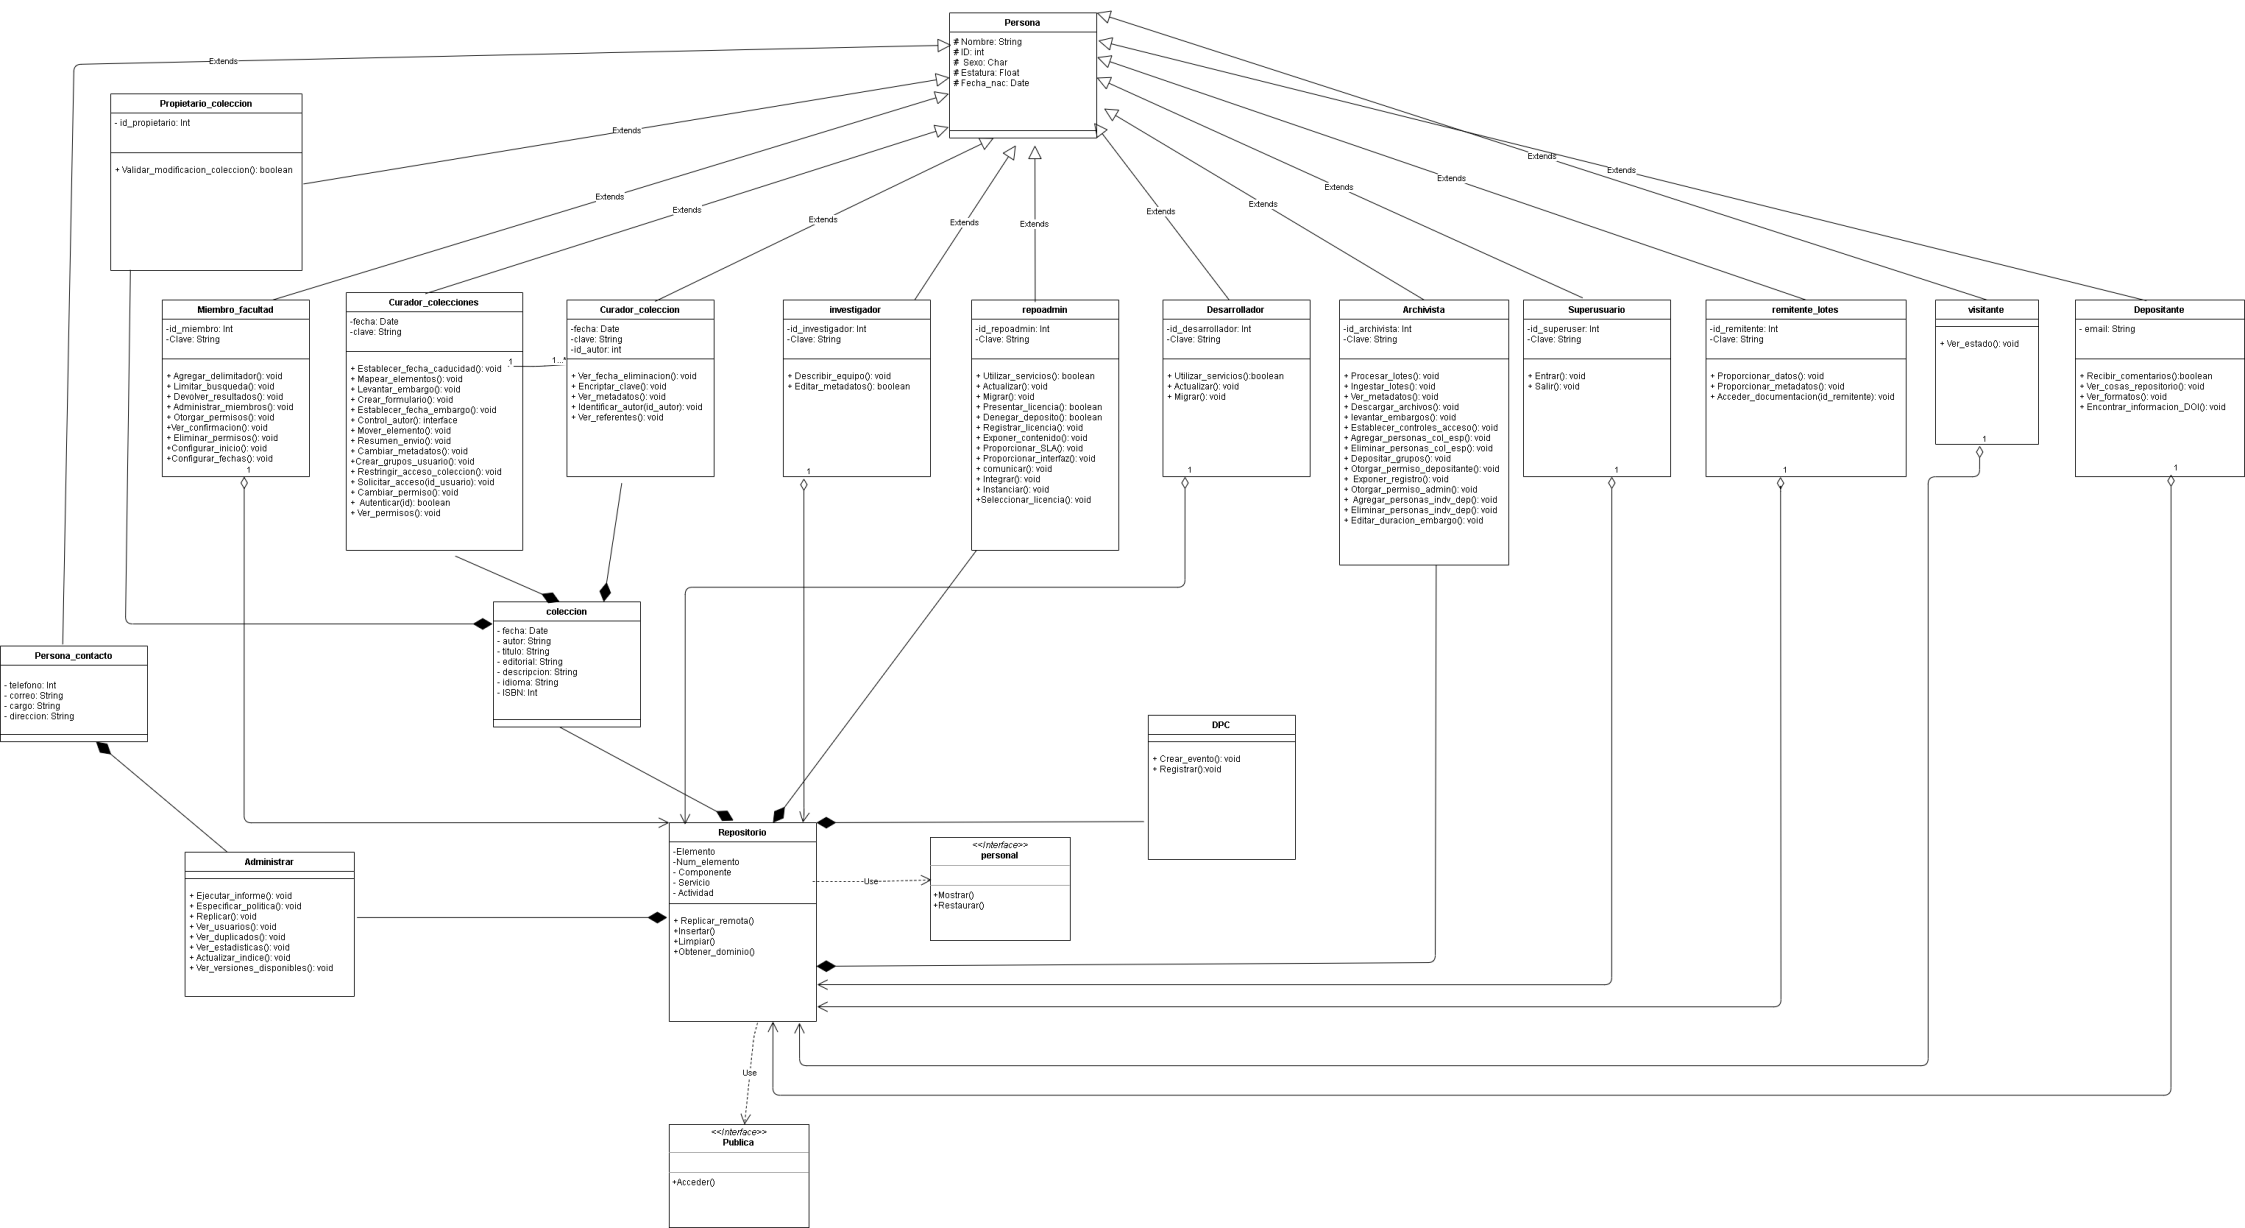 Persona
# Nombre: String
# ID: int
#  Sexo: Char
# Estatura: Float
# Fecha_nac: Date
Extends
Extends
Extends
Extends
Extends
Extends
Extends
Extends
Extends
Extends
Extends
Extends
Extends
Propietario_coleccion
- id_propietario: Int
+ Validar_modificacion_coleccion(): boolean
Miembro_facultad
-id_miembro: Int
-Clave: String
+ Agregar_delimitador(): void
+ Limitar_busqueda(): void
+ Devolver_resultados(): void
+ Administrar_miembros(): void
+ Otorgar_permisos(): void
+Ver_confirmacion(): void
+ Eliminar_permisos(): void
+Configurar_inicio(): void
+Configurar_fechas(): void
1
Curador_colecciones
-fecha: Date
-clave: String
+ Establecer_fecha_caducidad(): void
+ Mapear_elementos(): void
+ Levantar_embargo(): void
+ Crear_formulario(): void
+ Establecer_fecha_embargo(): void
+ Control_autor(): interface
+ Mover_elemento(): void
+ Resumen_envio(): void
+ Cambiar_metadatos(): void
+Crear_grupos_usuario(): void
+ Restringir_acceso_coleccion(): void
+ Solicitar_acceso(id_usuario): void
+ Cambiar_permiso(): void
+  Autenticar(id): boolean
+ Ver_permisos(): void
1
1...*
Curador_coleccion
-fecha: Date
-clave: String
-id_autor: int
+ Ver_fecha_eliminacion(): void
+ Encriptar_clave(): void
+ Ver_metadatos(): void
+ Identificar_autor(id_autor): void
+ Ver_referentes(): void
investigador
-id_investigador: Int
-Clave: String
+ Describir_equipo(): void
+ Editar_metadatos(): boolean
1
repoadmin
-id_repoadmin: Int
-Clave: String
+ Utilizar_servicios(): boolean
+ Actualizar(): void
+ Migrar(): void
+ Presentar_licencia(): boolean
+ Denegar_deposito(): boolean
+ Registrar_licencia(): void
+ Exponer_contenido(): void
+ Proporcionar_SLA(): void
+ Proporcionar_interfaz(): void
+ comunicar(): void
+ Integrar(): void
+ Instanciar(): void
+Seleccionar_licencia(): void
Desarrollador
-id_desarrollador: Int
-Clave: String
+ Utilizar_servicios():boolean
+ Actualizar(): void
+ Migrar(): void
1
Archivista
-id_archivista: Int
-Clave: String
+ Procesar_lotes(): void
+ Ingestar_lotes(): void
+ Ver_metadatos(): void
+ Descargar_archivos(): void
+ levantar_embargos(): void
+ Establecer_controles_acceso(): void
+ Agregar_personas_col_esp(): void
+ Eliminar_personas_col_esp(): void
+ Depositar_grupos(): void
+ Otorgar_permiso_depositante(): void
+  Exponer_registro(): void
+ Otorgar_permiso_admin(): void
+  Agregar_personas_indv_dep(): void
+ Eliminar_personas_indv_dep(): void
+ Editar_duracion_embargo(): void
Superusuario
-id_superuser: Int
-Clave: String
+ Entrar(): void
+ Salir(): void
1
remitente_lotes
-id_remitente: Int
-Clave: String
+ Proporcionar_datos(): void
+ Proporcionar_metadatos(): void
+ Acceder_documentacion(id_remitente): void
1
visitante
+ Ver_estado(): void
1
Depositante
- email: String
+ Recibir_comentarios():boolean
+ Ver_cosas_repositorio(): void
+ Ver_formatos(): void
+ Encontrar_informacion_DOI(): void
1
coleccion
- fecha: Date
- autor: String
- titulo: String
- editorial: String
- descripcion: String
- idioma: String
- ISBN: Int
Persona_contacto
- telefono: Int
- correo: String
- cargo: String
- direccion: String
DPC
+ Crear_evento(): void
+ Registrar():void
Administrar
+ Ejecutar_informe(): void
+ Especificar_politica(): void
+ Replicar(): void
+ Ver_usuarios(): void
+ Ver_duplicados(): void
+ Ver_estadisticas(): void
+ Actualizar_indice(): void
+ Ver_versiones_disponibles(): void
Repositorio
-Elemento
-Num_elemento
- Componente
- Servicio
- Actividad
+ Replicar_remota()
+Insertar()
+Limpiar()
+Obtener_dominio()
Use
<<Interface>>
personal
+Mostrar()
+Restaurar()
Use
<<Interface>>
Publica
+Acceder()